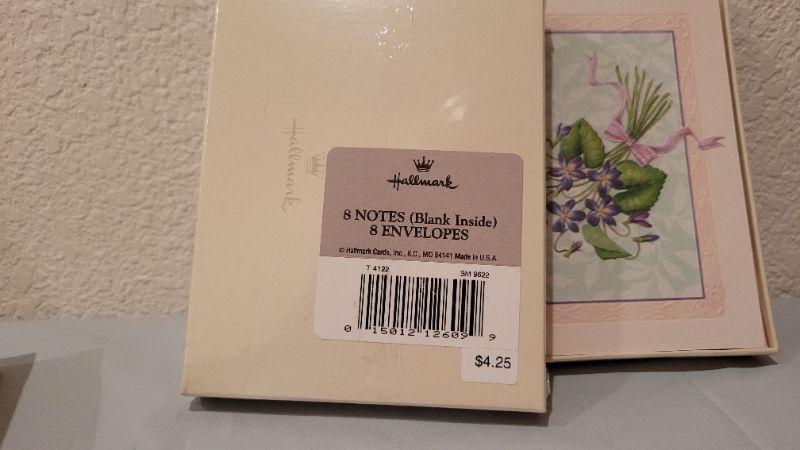 Hallmark
Hallmark
8 NOTES (Blank Inside)
8 ENVELOPES
© Hallmark Cards, Inc., K.C., MO 64141 Made in U.S.A.
T 4122 SM 9622
0 15012 12609 9
$4.25